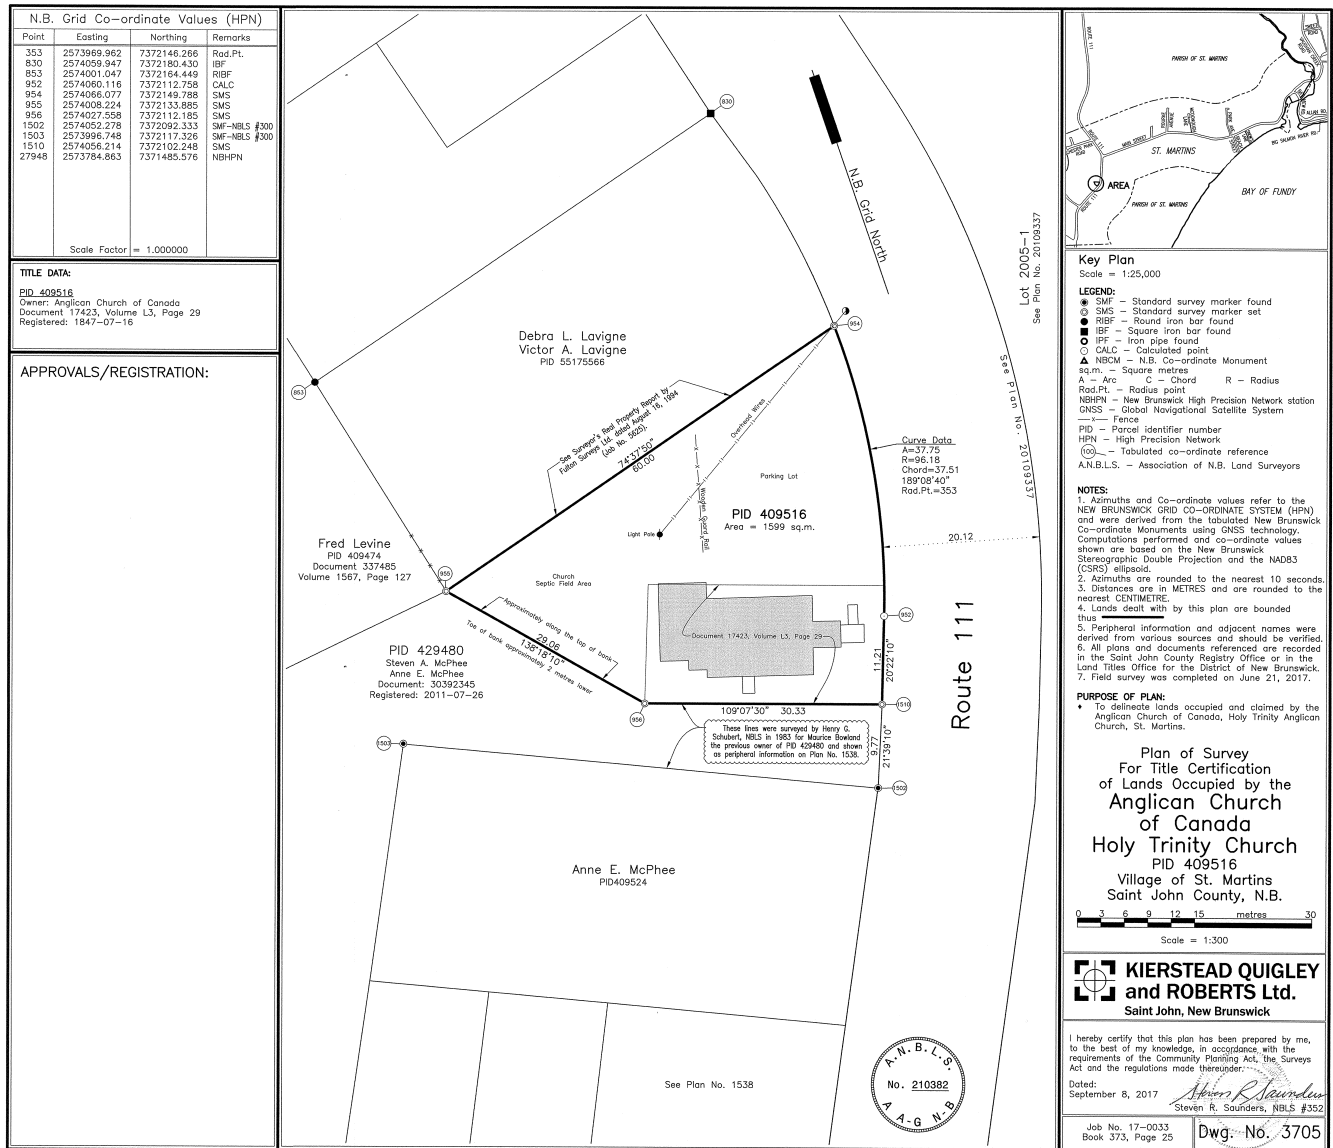 N.B. Grid Co-ordinate Values (HPN)
Point Easting Northing Remarks
353 2573969.962 7372146.266 Rad.Pt.
830 2574059.947 7372180.430 IBF
853 2574001.047 7372164.449 RIBF
952 2574060.116 7372112.758 CALC
954 2574066.077 7372149.788 SMS
955 2574008.224 7372133.885 SMS
956 2574027.558 7372112.185 SMS
1502 2574052.278 7372092.333 SMF-NBLS #300
1503 2573996.748 7372117.326 SMF-NBLS #300
1510 2574056.214 7372102.248 SMS
27948 2573784.863 7371485.576 NBHPN
Scale Factor = 1.000000
TITLE DATA:
PID 409516
Owner: Anglican Church of Canada
Document 17423, Volume L3, Page 29
Registered: 1847-07-16
APPROVALS/REGISTRATION:
830
N.B. Grid North
Lot 2005-1
See Plan No. 20109337
954
Debra L. Lavigne
Victor A. Lavigne
PID 55175566
853
See Surveyor's Real Property Report by
Fulton Surveys Ltd. dated August 16, 1994
(Job No. 5625).
74°37'50"
60.00
Overhead Wires
See Plan No. 20109337
Curve Data
A=37.75
R=96.18
Chord=37.51
189°08'40"
Rad.Pt.=353
Parking Lot
Wooden Guard Rail
PID 409516
Area = 1599 sq.m.
Light Pole
20.12
Fred Levine
PID 409474
Document 337485
Volume 1567, Page 127
955
Church
Septic Field Area
Approximately along the top of bank
29.06
138°18'10"
Toe of bank approximately 2 metres lower
Document 17423, Volume L3, Page 29
952
11.21
20°22'10"
Route 111
PID 429480
Steven A. McPhee
Anne E. McPhee
Document: 30392345
Registered: 2011-07-26
956
109°07'30" 30.33
1510
These lines were surveyed by Henry G.
Schubert, NBLS in 1983 for Maurice Bowland
the previous owner of PID 429480 and shown
as peripheral information on Plan No. 1538.
9.77
21°39'10"
1503
1502
Anne E. McPhee
PID409524
See Plan No. 1538
A.N.B.L.S.
No. 210382
A A-G N-B
ROUTE 111
PARISH OF ST. MARTINS
MAIN STREET
ST. MARTINS
BIG SALMON RIVER RD.
ROUTE 111
AREA
ROUTE 111
PARISH OF ST. MARTINS
BAY OF FUNDY
Key Plan
Scale = 1:25,000
LEGEND:
SMF - Standard survey marker found
SMS - Standard survey marker set
RIBF - Round iron bar found
IBF - Square iron bar found
IPF - Iron pipe found
CALC - Calculated point
NBCM - N.B. Co-ordinate Monument
sq.m. - Square metres
A - Arc C - Chord R - Radius
Rad.Pt. - Radius point
NBHPN - New Brunswick High Precision Network station
GNSS - Global Navigational Satellite System
—x— Fence
PID - Parcel identifier number
HPN - High Precision Network
100 - Tabulated co-ordinate reference
A.N.B.L.S. - Association of N.B. Land Surveyors
NOTES:
1. Azimuths and Co-ordinate values refer to the
NEW BRUNSWICK GRID CO-ORDINATE SYSTEM (HPN)
and were derived from the tabulated New Brunswick
Co-ordinate Monuments using GNSS technology.
Computations performed and co-ordinate values
shown are based on the New Brunswick
Stereographic Double Projection and the NAD83
(CSRS) ellipsoid.
2. Azimuths are rounded to the nearest 10 seconds.
3. Distances are in METRES and are rounded to the
nearest CENTIMETRE.
4. Lands dealt with by this plan are bounded
thus
5. Peripheral information and adjacent names were
derived from various sources and should be verified.
6. All plans and documents referenced are recorded
in the Saint John County Registry Office or in the
Land Titles Office for the District of New Brunswick.
7. Field survey was completed on June 21, 2017.
PURPOSE OF PLAN:
♦ To delineate lands occupied and claimed by the
Anglican Church of Canada, Holy Trinity Anglican
Church, St. Martins.
Plan of Survey
For Title Certification
of Lands Occupied by the
Anglican Church
of Canada
Holy Trinity Church
PID 409516
Village of St. Martins
Saint John County, N.B.
0 3 6 9 12 15 metres 30
Scale = 1:300
KIERSTEAD QUIGLEY
and ROBERTS Ltd.
Saint John, New Brunswick
I hereby certify that this plan has been prepared by me,
to the best of my knowledge, in accordance with the
requirements of the Community Planning Act, the Surveys
Act and the regulations made thereunder.
Dated:
September 8, 2017
Steven R. Saunders
Steven R. Saunders, NBLS #352
Job No. 17-0033
Book 373, Page 25
Dwg. No. 3705